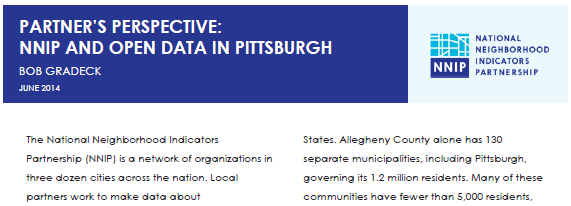 PARTNER'S PERSPECTIVE:
NNIP AND OPEN DATA IN PITTSBURGH
BOB GRADECK
JUNE 2014
NNIP
NATIONAL
NEIGHBORHOOD
INDICATORS
PARTNERSHIP
The National Neighborhood Indicators
Partnership (NNIP) is a network of organizations in
three dozen cities across the nation. Local
partners work to make data about
States. Allegheny County alone has 130
separate municipalities, including Pittsburgh,
governing its 1.2 million residents. Many of these
communities have fewer than 5,000 residents,